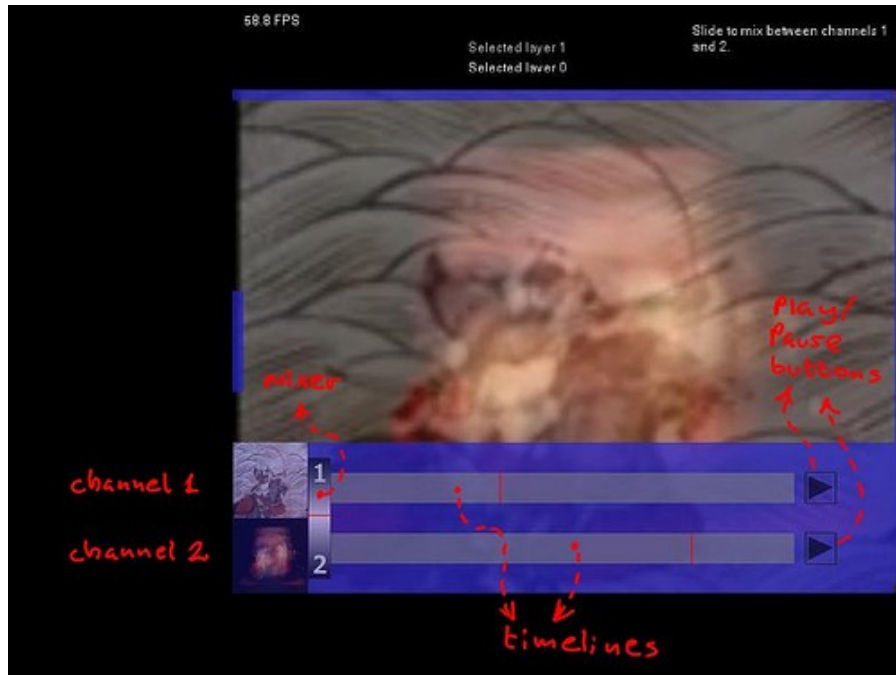 58.8 FPS
Slide to mix between channels 1
and 2.
Selected layer 1
Selected layer 0
Play/
Pause
buttons
mixer
channel 1
1
channel 2
2
timelines